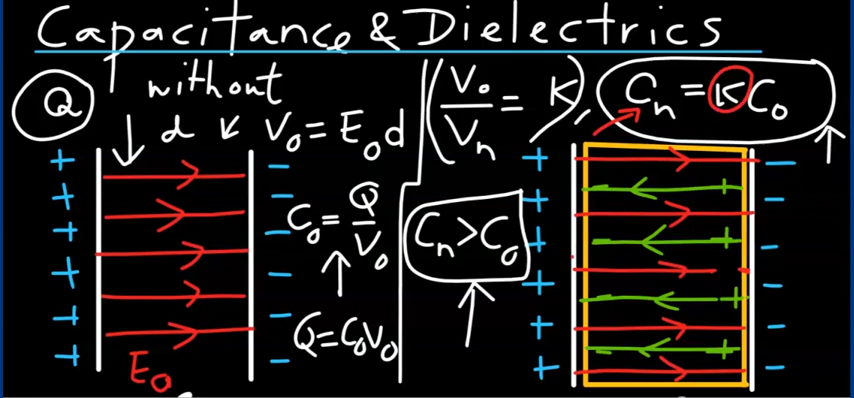 Capacitance & Dielectrics
Q
without
d
V₀ = E₀d
C₀ = Q/V₀
Q = C₀V₀
E₀
+ + + + + +
- - - - - -
(V₀/Vₙ = K),
Cₙ = KC₀
Cₙ > C₀
+ + + + + +
- + - + - + - +
- - - - - -